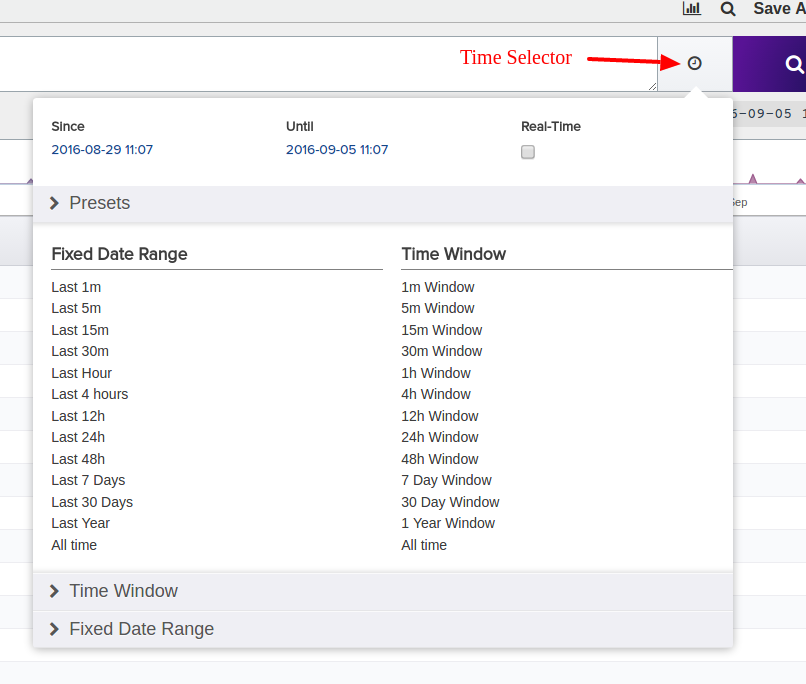 Save A
Time Selector
6-09-05 1
Since
Until
Real-Time
2016-08-29 11:07
2016-09-05 11:07
Presets
Sep
Fixed Date Range
Time Window
Last 1m
1m Window
Last 5m
5m Window
Last 15m
15m Window
Last 30m
30m Window
Last Hour
1h Window
Last 4 hours
4h Window
Last 12h
12h Window
Last 24h
24h Window
Last 48h
48h Window
Last 7 Days
7 Day Window
Last 30 Days
30 Day Window
Last Year
1 Year Window
All time
All time
Time Window
Fixed Date Range